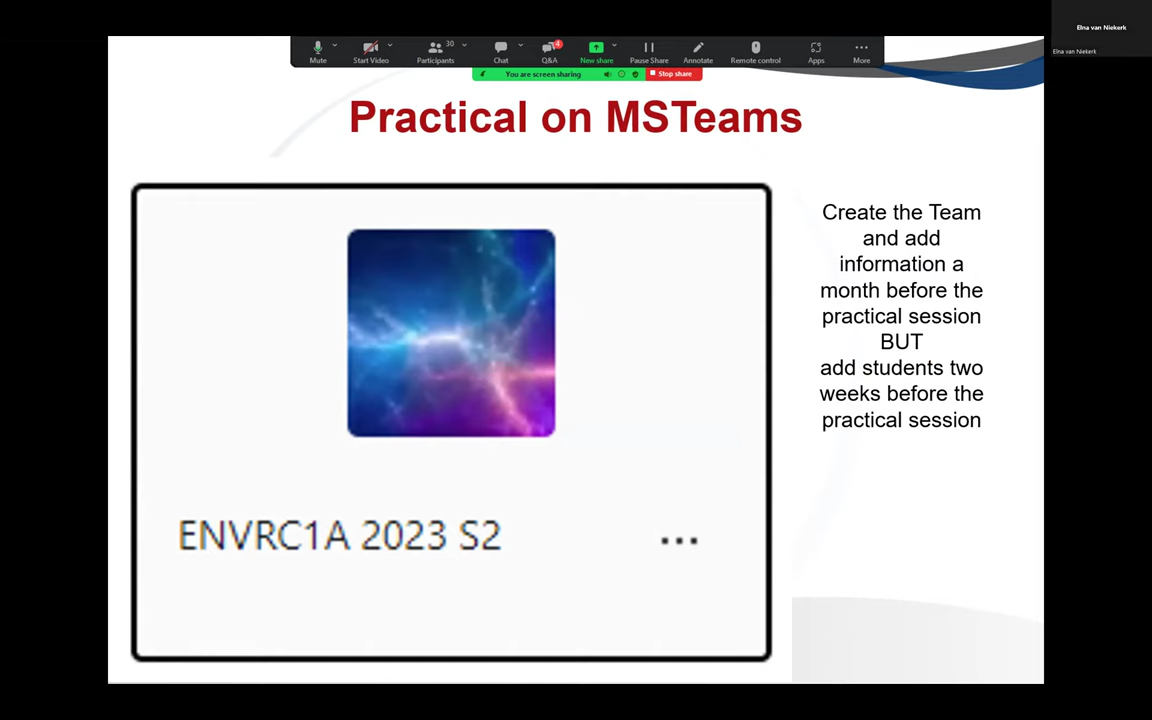 Elna van Niekerk
Elna van Niekerk
30
4
Mute
Start Video
Participants
Chat
Q&A
New share
Pause Share
Annotate
Remote control
Apps
More
You are screen sharing
Stop share
Practical on MSTeams
Create the Team
and add
information a
month before the
practical session
BUT
add students two
weeks before the
practical session
ENVRC1A 2023 S2
...